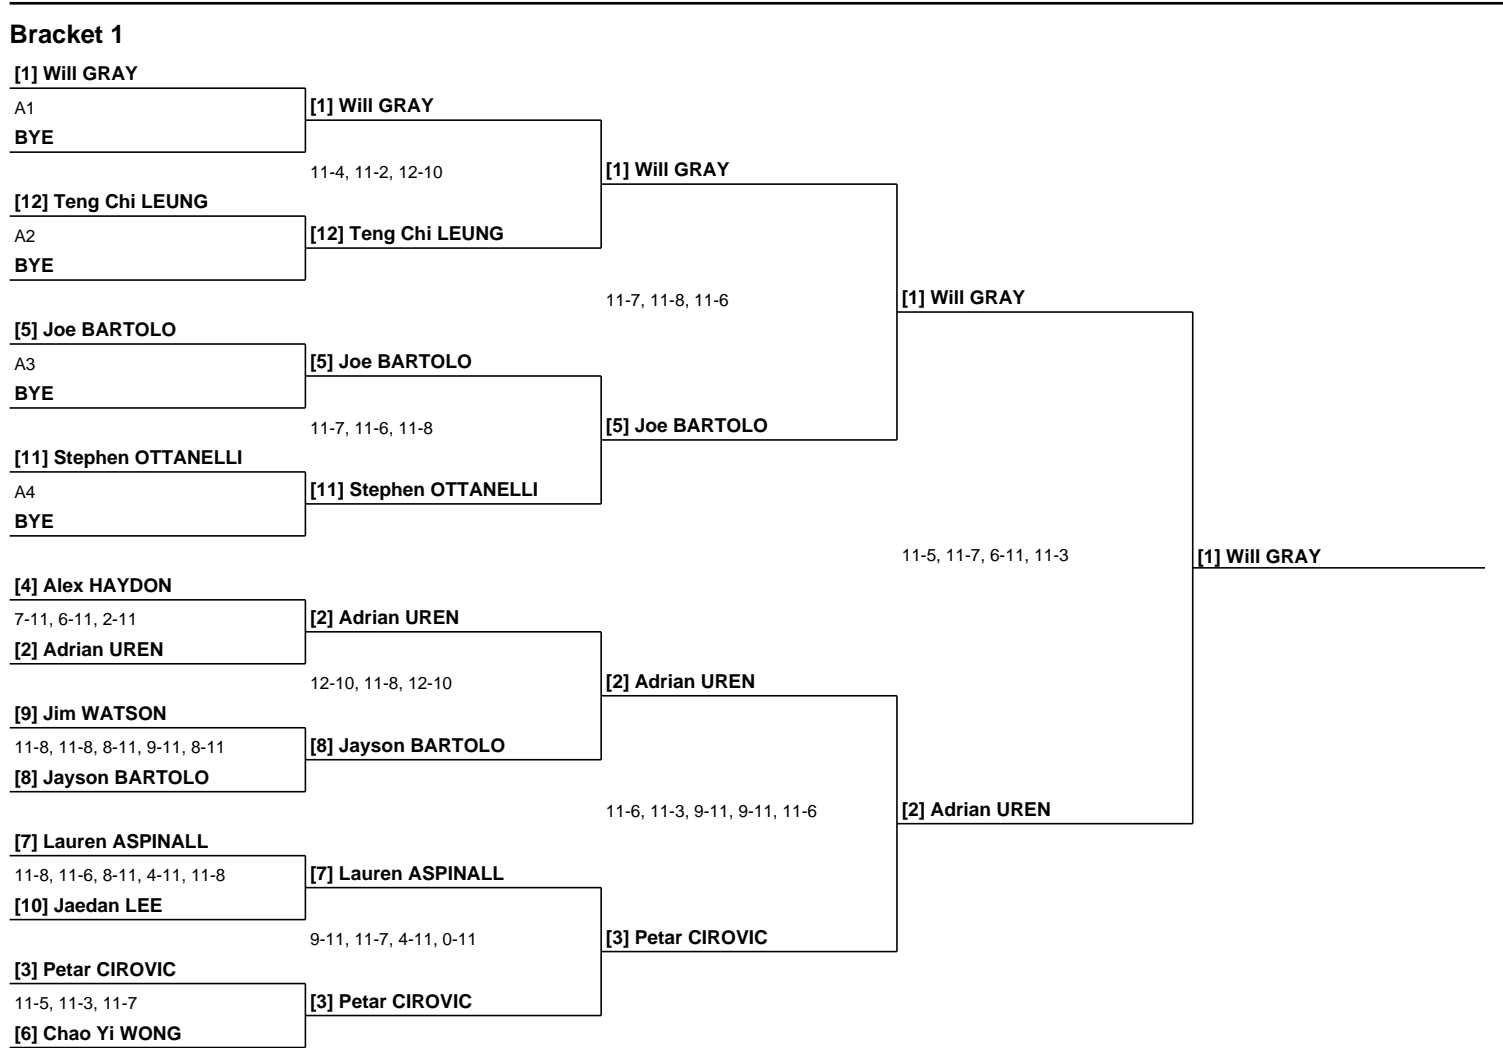 Bracket 1
[1] Will GRAY
A1
BYE
[12] Teng Chi LEUNG
A2
BYE
[5] Joe BARTOLO
A3
BYE
[11] Stephen OTTANELLI
A4
BYE
[4] Alex HAYDON
7-11, 6-11, 2-11
[2] Adrian UREN
[9] Jim WATSON
11-8, 11-8, 8-11, 9-11, 8-11
[8] Jayson BARTOLO
[7] Lauren ASPINALL
11-8, 11-6, 8-11, 4-11, 11-8
[10] Jaedan LEE
[3] Petar CIROVIC
11-5, 11-3, 11-7
[6] Chao Yi WONG
[1] Will GRAY
11-4, 11-2, 12-10
[12] Teng Chi LEUNG
[5] Joe BARTOLO
11-7, 11-6, 11-8
[11] Stephen OTTANELLI
[2] Adrian UREN
12-10, 11-8, 12-10
[8] Jayson BARTOLO
[7] Lauren ASPINALL
9-11, 11-7, 4-11, 0-11
[3] Petar CIROVIC
[1] Will GRAY
11-7, 11-8, 11-6
[5] Joe BARTOLO
[2] Adrian UREN
11-6, 11-3, 9-11, 9-11, 11-6
[3] Petar CIROVIC
[1] Will GRAY
11-5, 11-7, 6-11, 11-3
[2] Adrian UREN
[1] Will GRAY